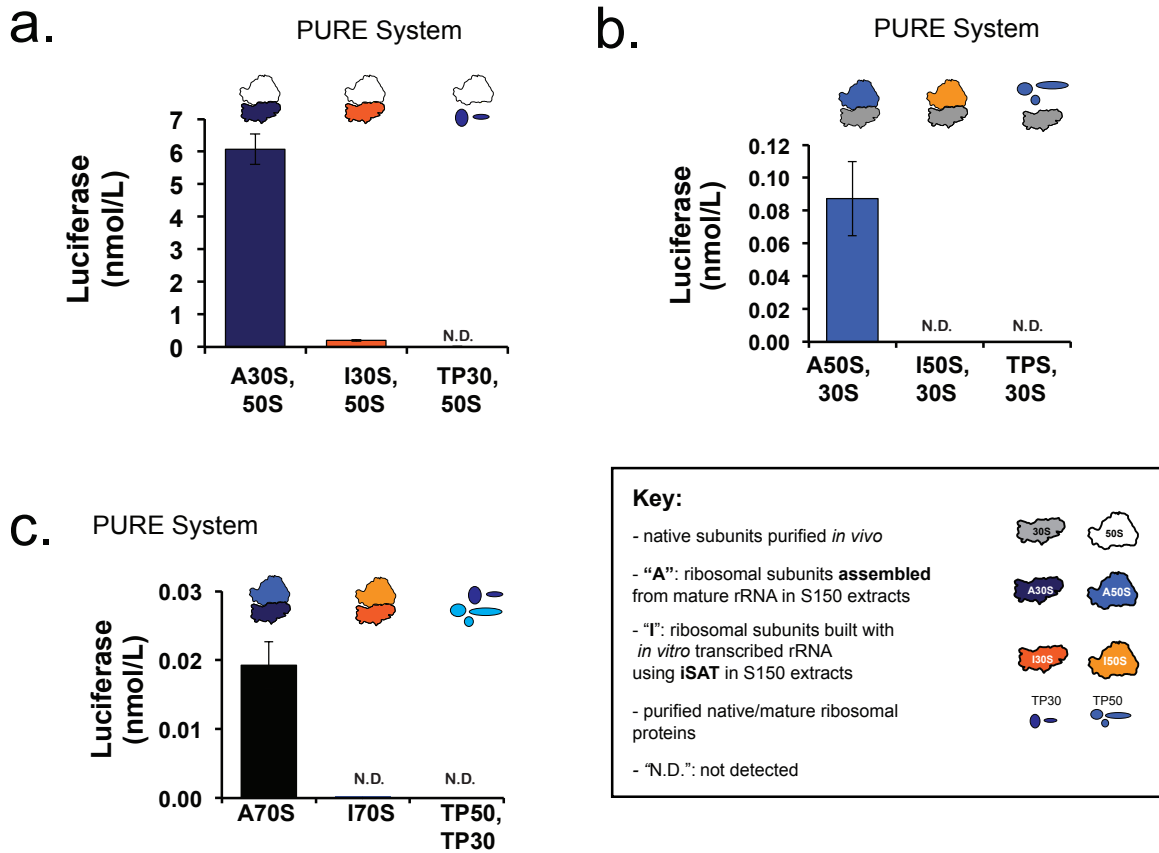 a.
PURE System
Luciferase
(nmol/L)
7
6
5
4
3
2
1
0
N.D.
A30S,
50S
I30S,
50S
TP30,
50S
b.
PURE System
Luciferase
(nmol/L)
0.12
0.10
0.08
0.06
0.04
0.02
0.00
N.D.
N.D.
A50S,
30S
I50S,
30S
TPS,
30S
c.
PURE System
Luciferase
(nmol/L)
0.03
0.02
0.01
0.00
N.D.
N.D.
A70S
I70S
TP50,
TP30
Key:
- native subunits purified in vivo
30S
50S
- “A”: ribosomal subunits assembled
from mature rRNA in S150 extracts
A30S
A50S
- “I”: ribosomal subunits built with
in vitro transcribed rRNA
using iSAT in S150 extracts
I30S
I50S
- purified native/mature ribosomal
proteins
TP30
TP50
- “N.D.”: not detected